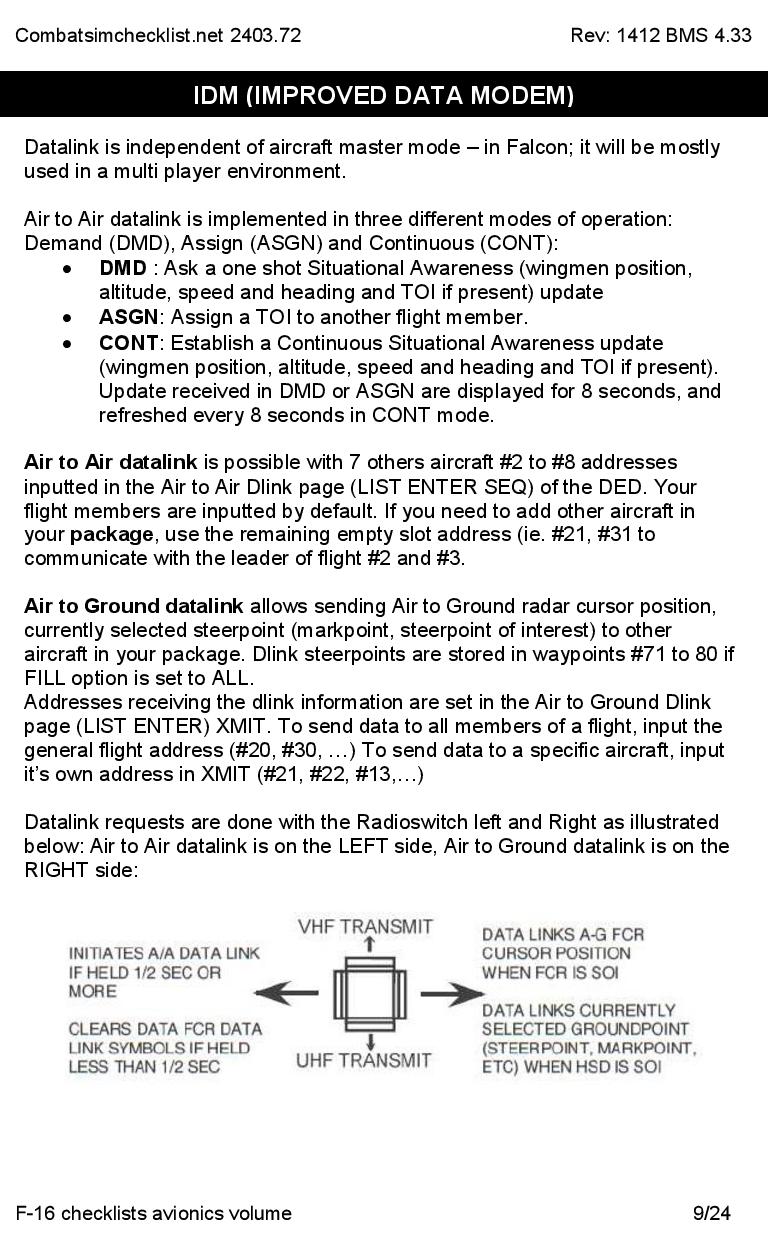 Combatsimchecklist.net 2403.72 Rev: 1412 BMS 4.33
IDM (IMPROVED DATA MODEM)
Datalink is independent of aircraft master mode – in Falcon; it will be mostly
used in a multi player environment.
Air to Air datalink is implemented in three different modes of operation:
Demand (DMD), Assign (ASGN) and Continuous (CONT):
• DMD : Ask a one shot Situational Awareness (wingmen position,
altitude, speed and heading and TOI if present) update
• ASGN: Assign a TOI to another flight member.
• CONT: Establish a Continuous Situational Awareness update
(wingmen position, altitude, speed and heading and TOI if present).
Update received in DMD or ASGN are displayed for 8 seconds, and
refreshed every 8 seconds in CONT mode.
Air to Air datalink is possible with 7 others aircraft #2 to #8 addresses
inputted in the Air to Air Dlink page (LIST ENTER SEQ) of the DED. Your
flight members are inputted by default. If you need to add other aircraft in
your package, use the remaining empty slot address (ie. #21, #31 to
communicate with the leader of flight #2 and #3.
Air to Ground datalink allows sending Air to Ground radar cursor position,
currently selected steerpoint (markpoint, steerpoint of interest) to other
aircraft in your package. Dlink steerpoints are stored in waypoints #71 to 80 if
FILL option is set to ALL.
Addresses receiving the dlink information are set in the Air to Ground Dlink
page (LIST ENTER) XMIT. To send data to all members of a flight, input the
general flight address (#20, #30, …) To send data to a specific aircraft, input
it's own address in XMIT (#21, #22, #13,…)
Datalink requests are done with the Radioswitch left and Right as illustrated
below: Air to Air datalink is on the LEFT side, Air to Ground datalink is on the
RIGHT side:
VHF TRANSMIT
INITIATES A/A DATA LINK
IF HELD 1/2 SEC OR
MORE
CLEARS DATA FCR DATA
LINK SYMBOLS IF HELD
LESS THAN 1/2 SEC
UHF TRANSMIT
DATA LINKS A-G FCR
CURSOR POSITION
WHEN FCR IS SOI
DATA LINKS CURRENTLY
SELECTED GROUNDPOINT
(STEERPOINT, MARKPOINT,
ETC) WHEN HSD IS SOI
F-16 checklists avionics volume 9/24